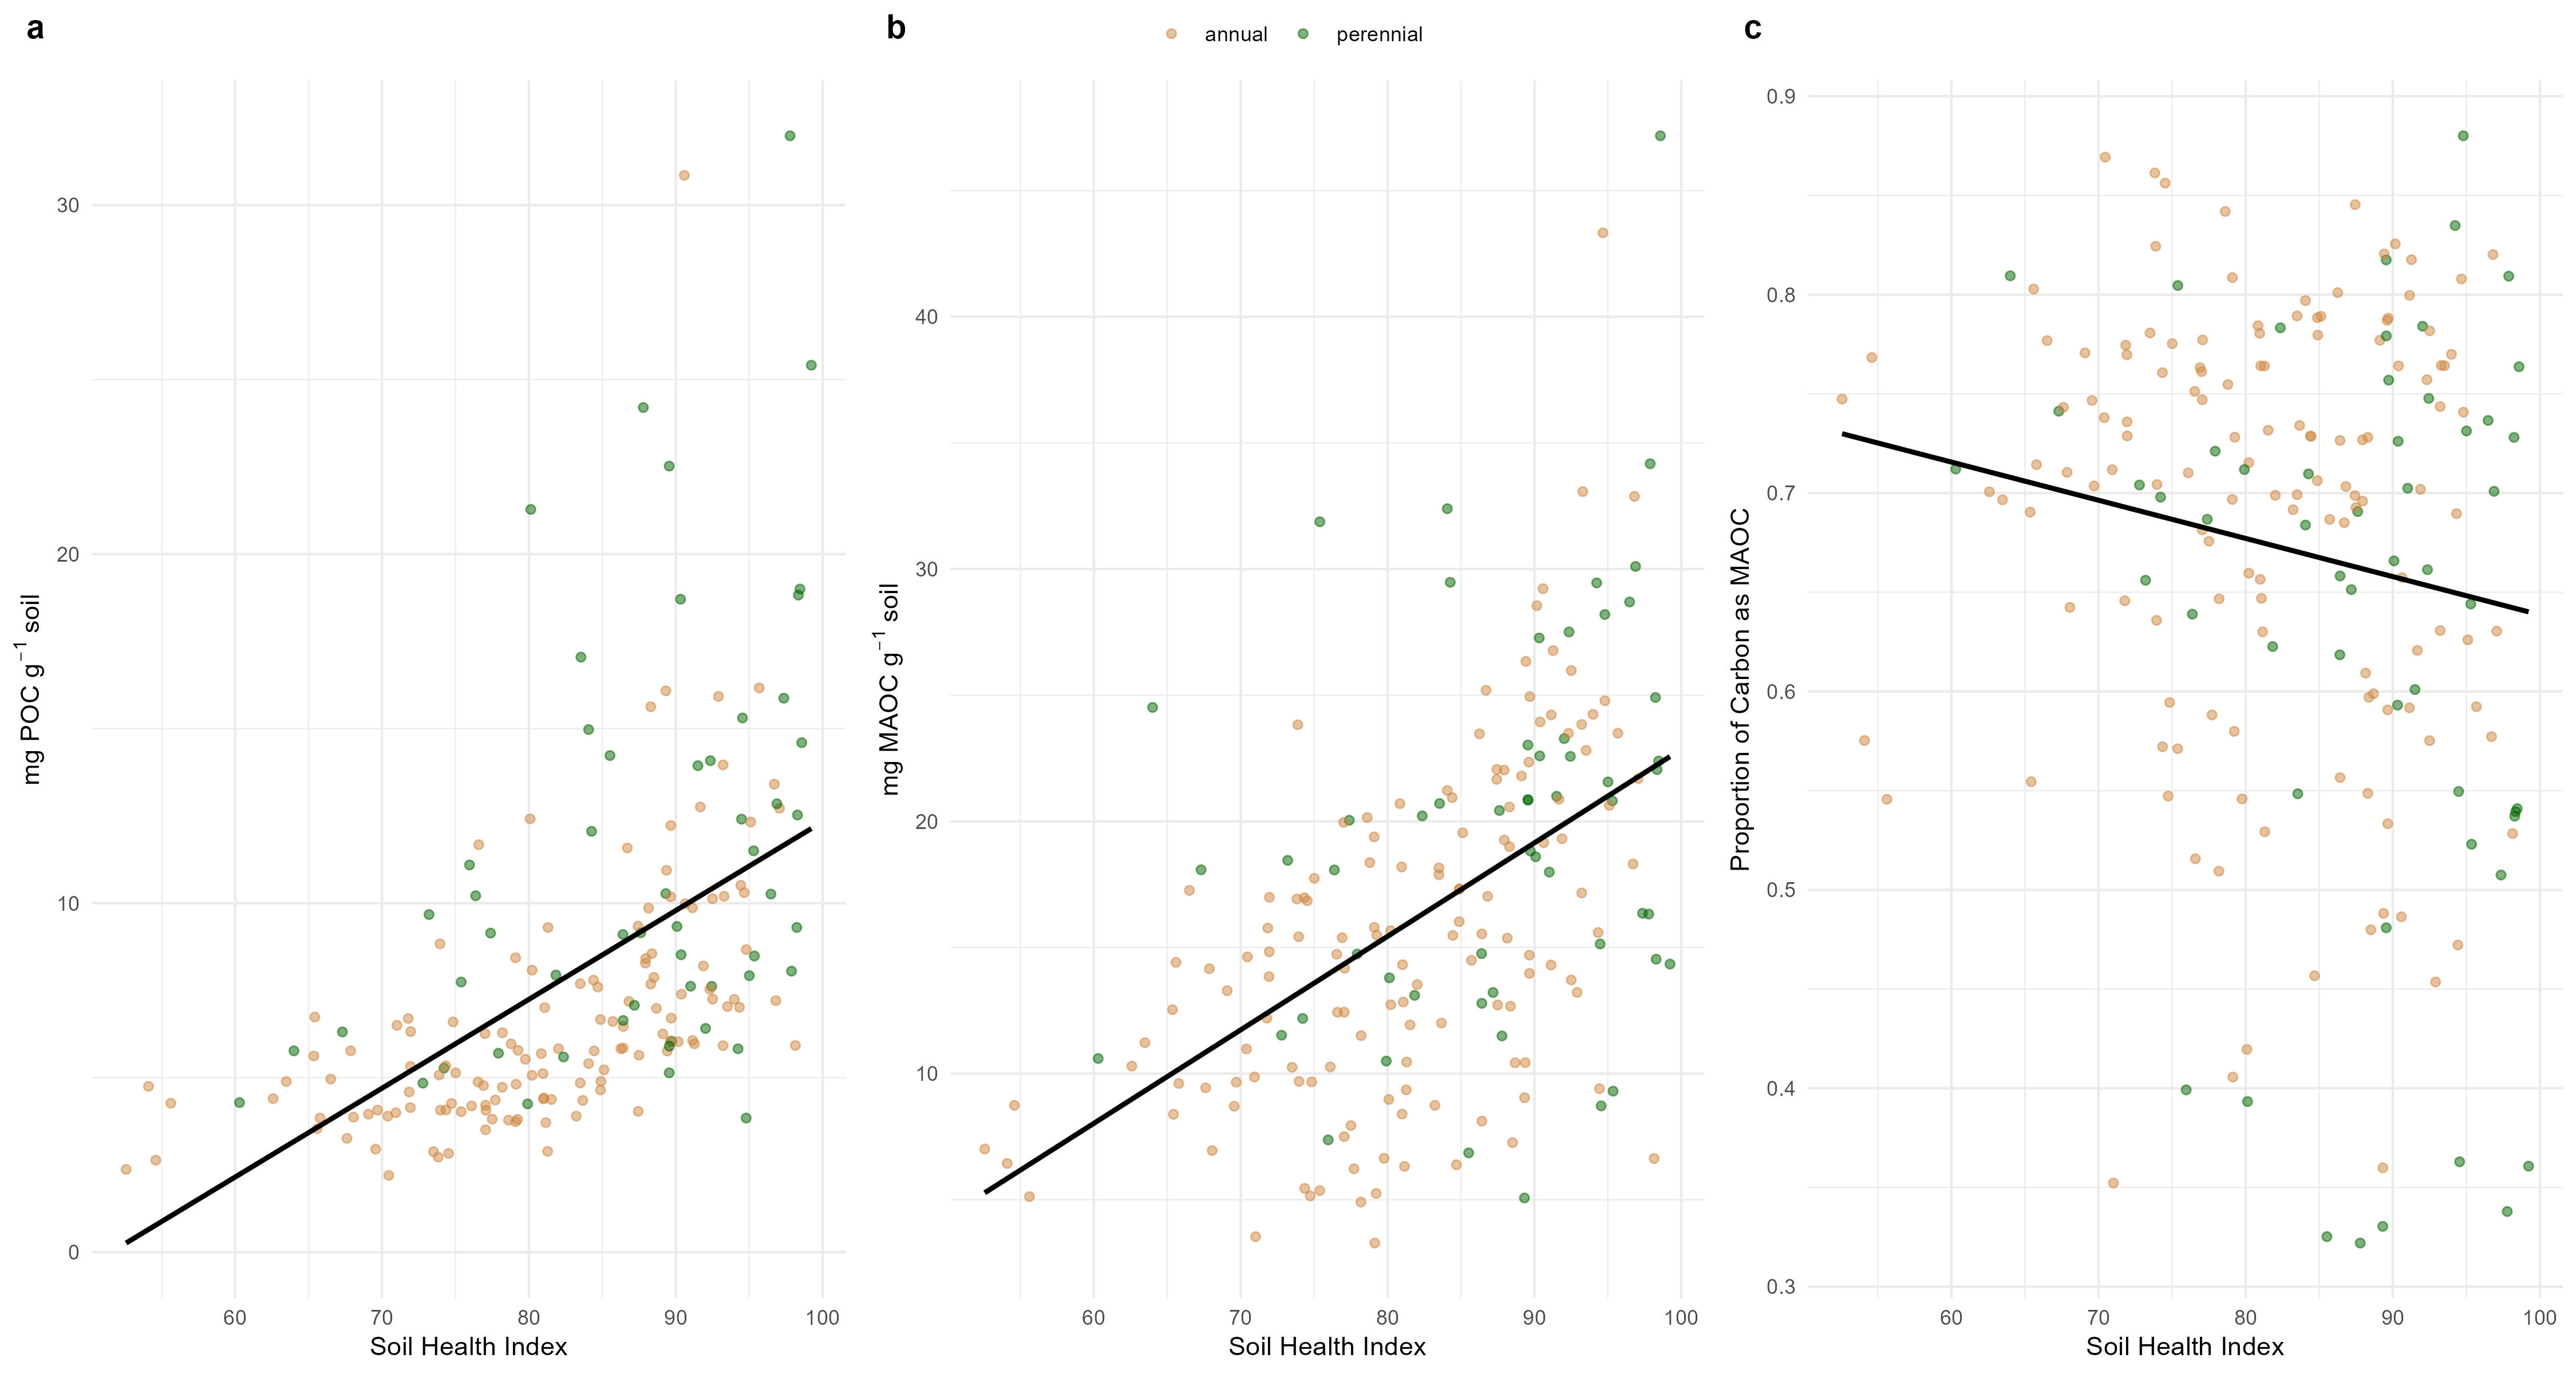 a
b
annual perennial
c
mg POC g⁻¹ soil
30
20
10
0
60 70 80 90 100
Soil Health Index
mg MAOC g⁻¹ soil
40
30
20
10
60 70 80 90 100
Soil Health Index
Proportion of Carbon as MAOC
0.9
0.8
0.7
0.6
0.5
0.4
0.3
60 70 80 90 100
Soil Health Index